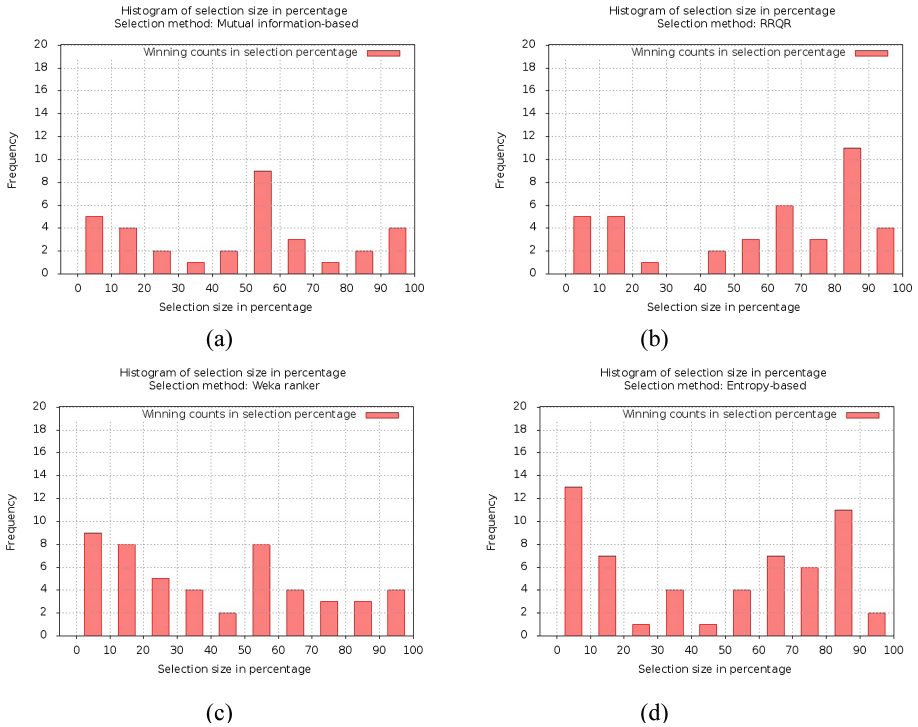 Histogram of selection size in percentage
Selection method: Mutual information-based
Winning counts in selection percentage
20
18
16
14
12
10
8
6
4
2
0
Frequency
0 10 20 30 40 50 60 70 80 90 100
Selection size in percentage
(a)
Histogram of selection size in percentage
Selection method: RRQR
Winning counts in selection percentage
20
18
16
14
12
10
8
6
4
2
0
Frequency
0 10 20 30 40 50 60 70 80 90 100
Selection size in percentage
(b)
Histogram of selection size in percentage
Selection method: Weka ranker
Winning counts in selection percentage
20
18
16
14
12
10
8
6
4
2
0
Frequency
0 10 20 30 40 50 60 70 80 90 100
Selection size in percentage
(c)
Histogram of selection size in percentage
Selection method: Entropy-based
Winning counts in selection percentage
20
18
16
14
12
10
8
6
4
2
0
Frequency
0 10 20 30 40 50 60 70 80 90 100
Selection size in percentage
(d)